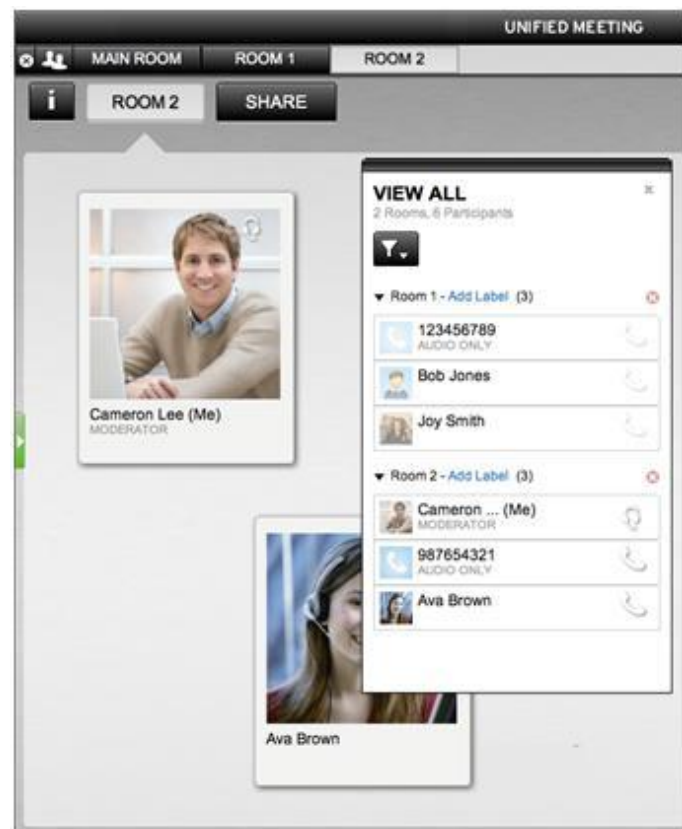 UNIFIED MEETING
MAIN ROOM
ROOM 1
ROOM 2
i
ROOM 2
SHARE
Cameron Lee (Me)
MODERATOR
Ava Brown
VIEW ALL
2 Rooms, 6 Participants
Room 1 - Add Label (3)
123456789
AUDIO ONLY
Bob Jones
Joy Smith
Room 2 - Add Label (3)
Cameron ... (Me)
MODERATOR
987654321
AUDIO ONLY
Ava Brown